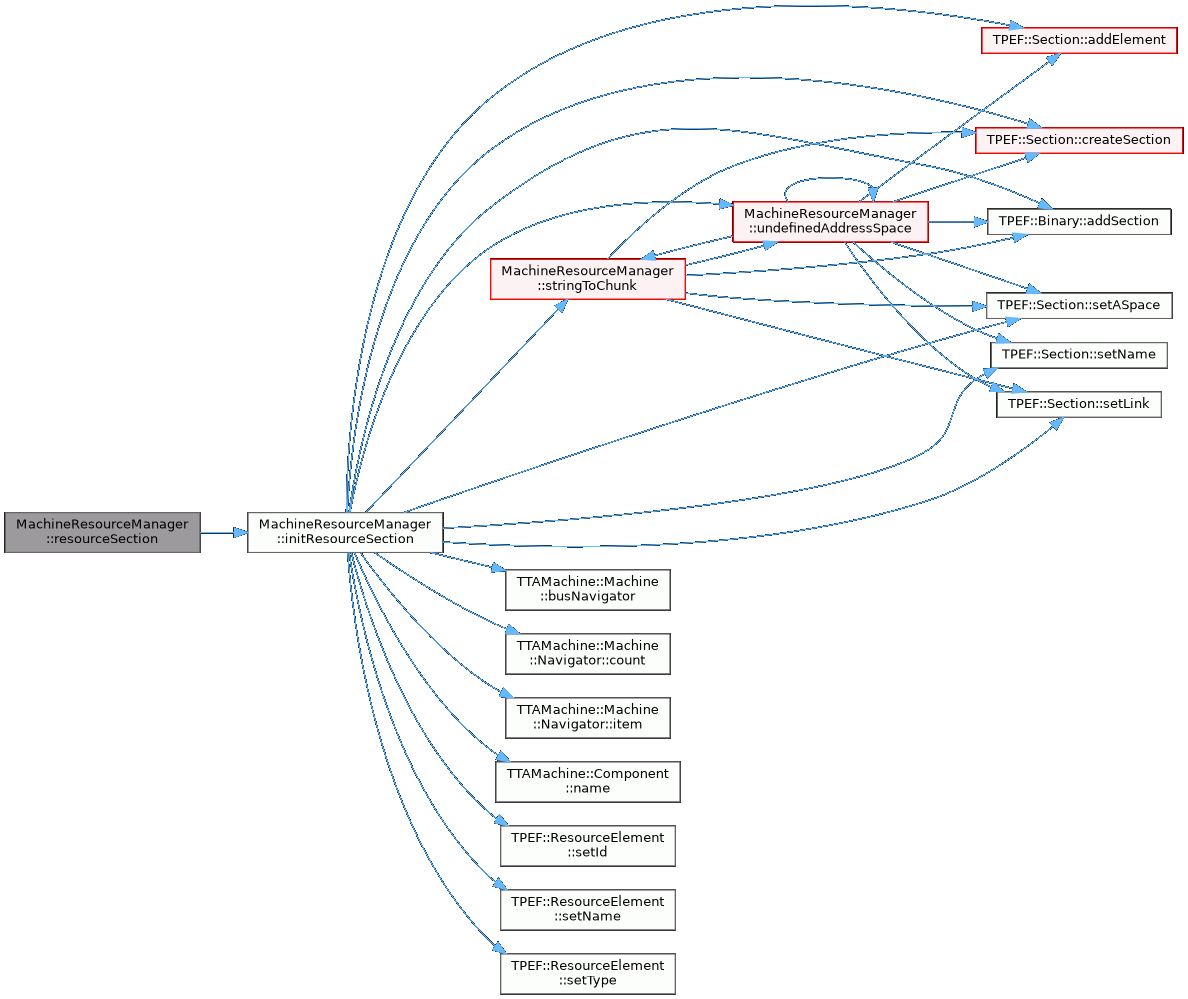 TPEF::Section::addElement
TPEF::Section::createSection
MachineResourceManager
::undefinedAddressSpace
TPEF::Binary::addSection
MachineResourceManager
::stringToChunk
TPEF::Section::setASpace
TPEF::Section::setName
TPEF::Section::setLink
MachineResourceManager
::resourceSection
MachineResourceManager
::initResourceSection
TTAMachine::Machine
::busNavigator
TTAMachine::Machine
::Navigator::count
TTAMachine::Machine
::Navigator::item
TTAMachine::Component
::name
TPEF::ResourceElement
::setId
TPEF::ResourceElement
::setName
TPEF::ResourceElement
::setType